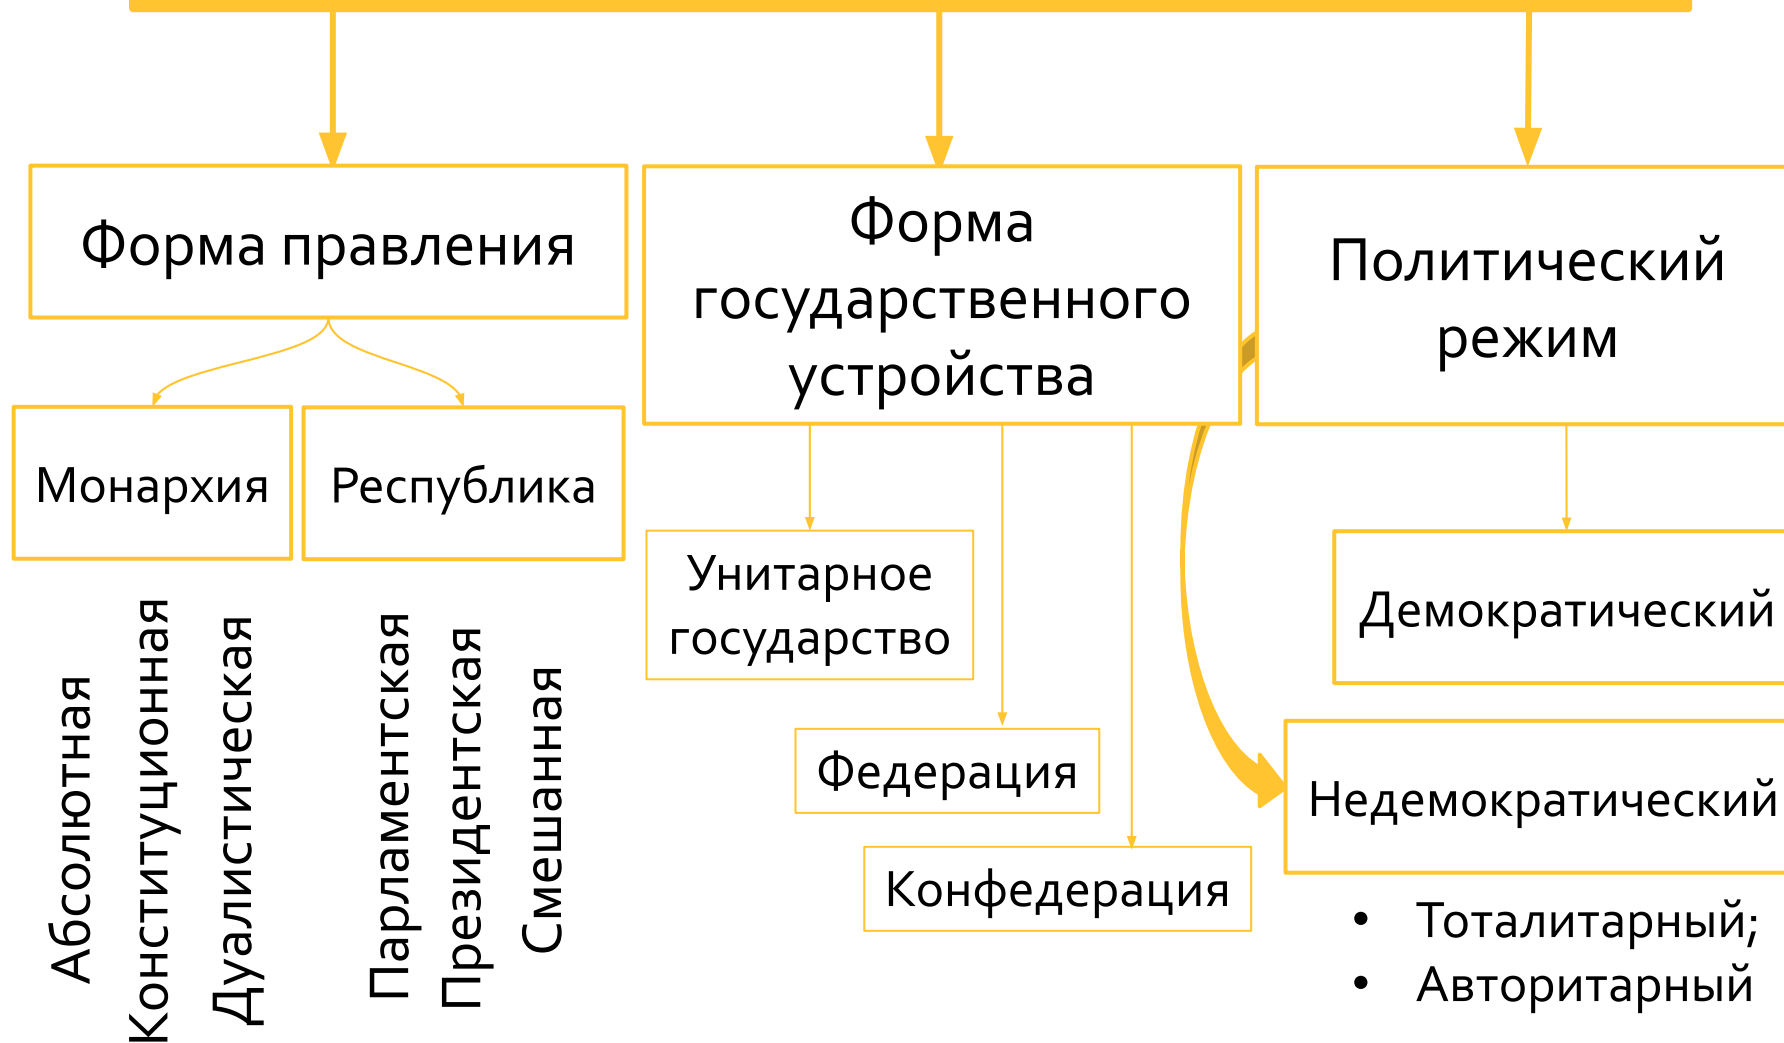 Форма правления
Форма
государственного
устройства
Политический
режим
Монархия
Республика
Абсолютная
Конституционная
Дуалистическая
Парламентская
Президентская
Смешанная
Унитарное
государство
Федерация
Конфедерация
Демократический
Недемократический
• Тоталитарный;
• Авторитарный